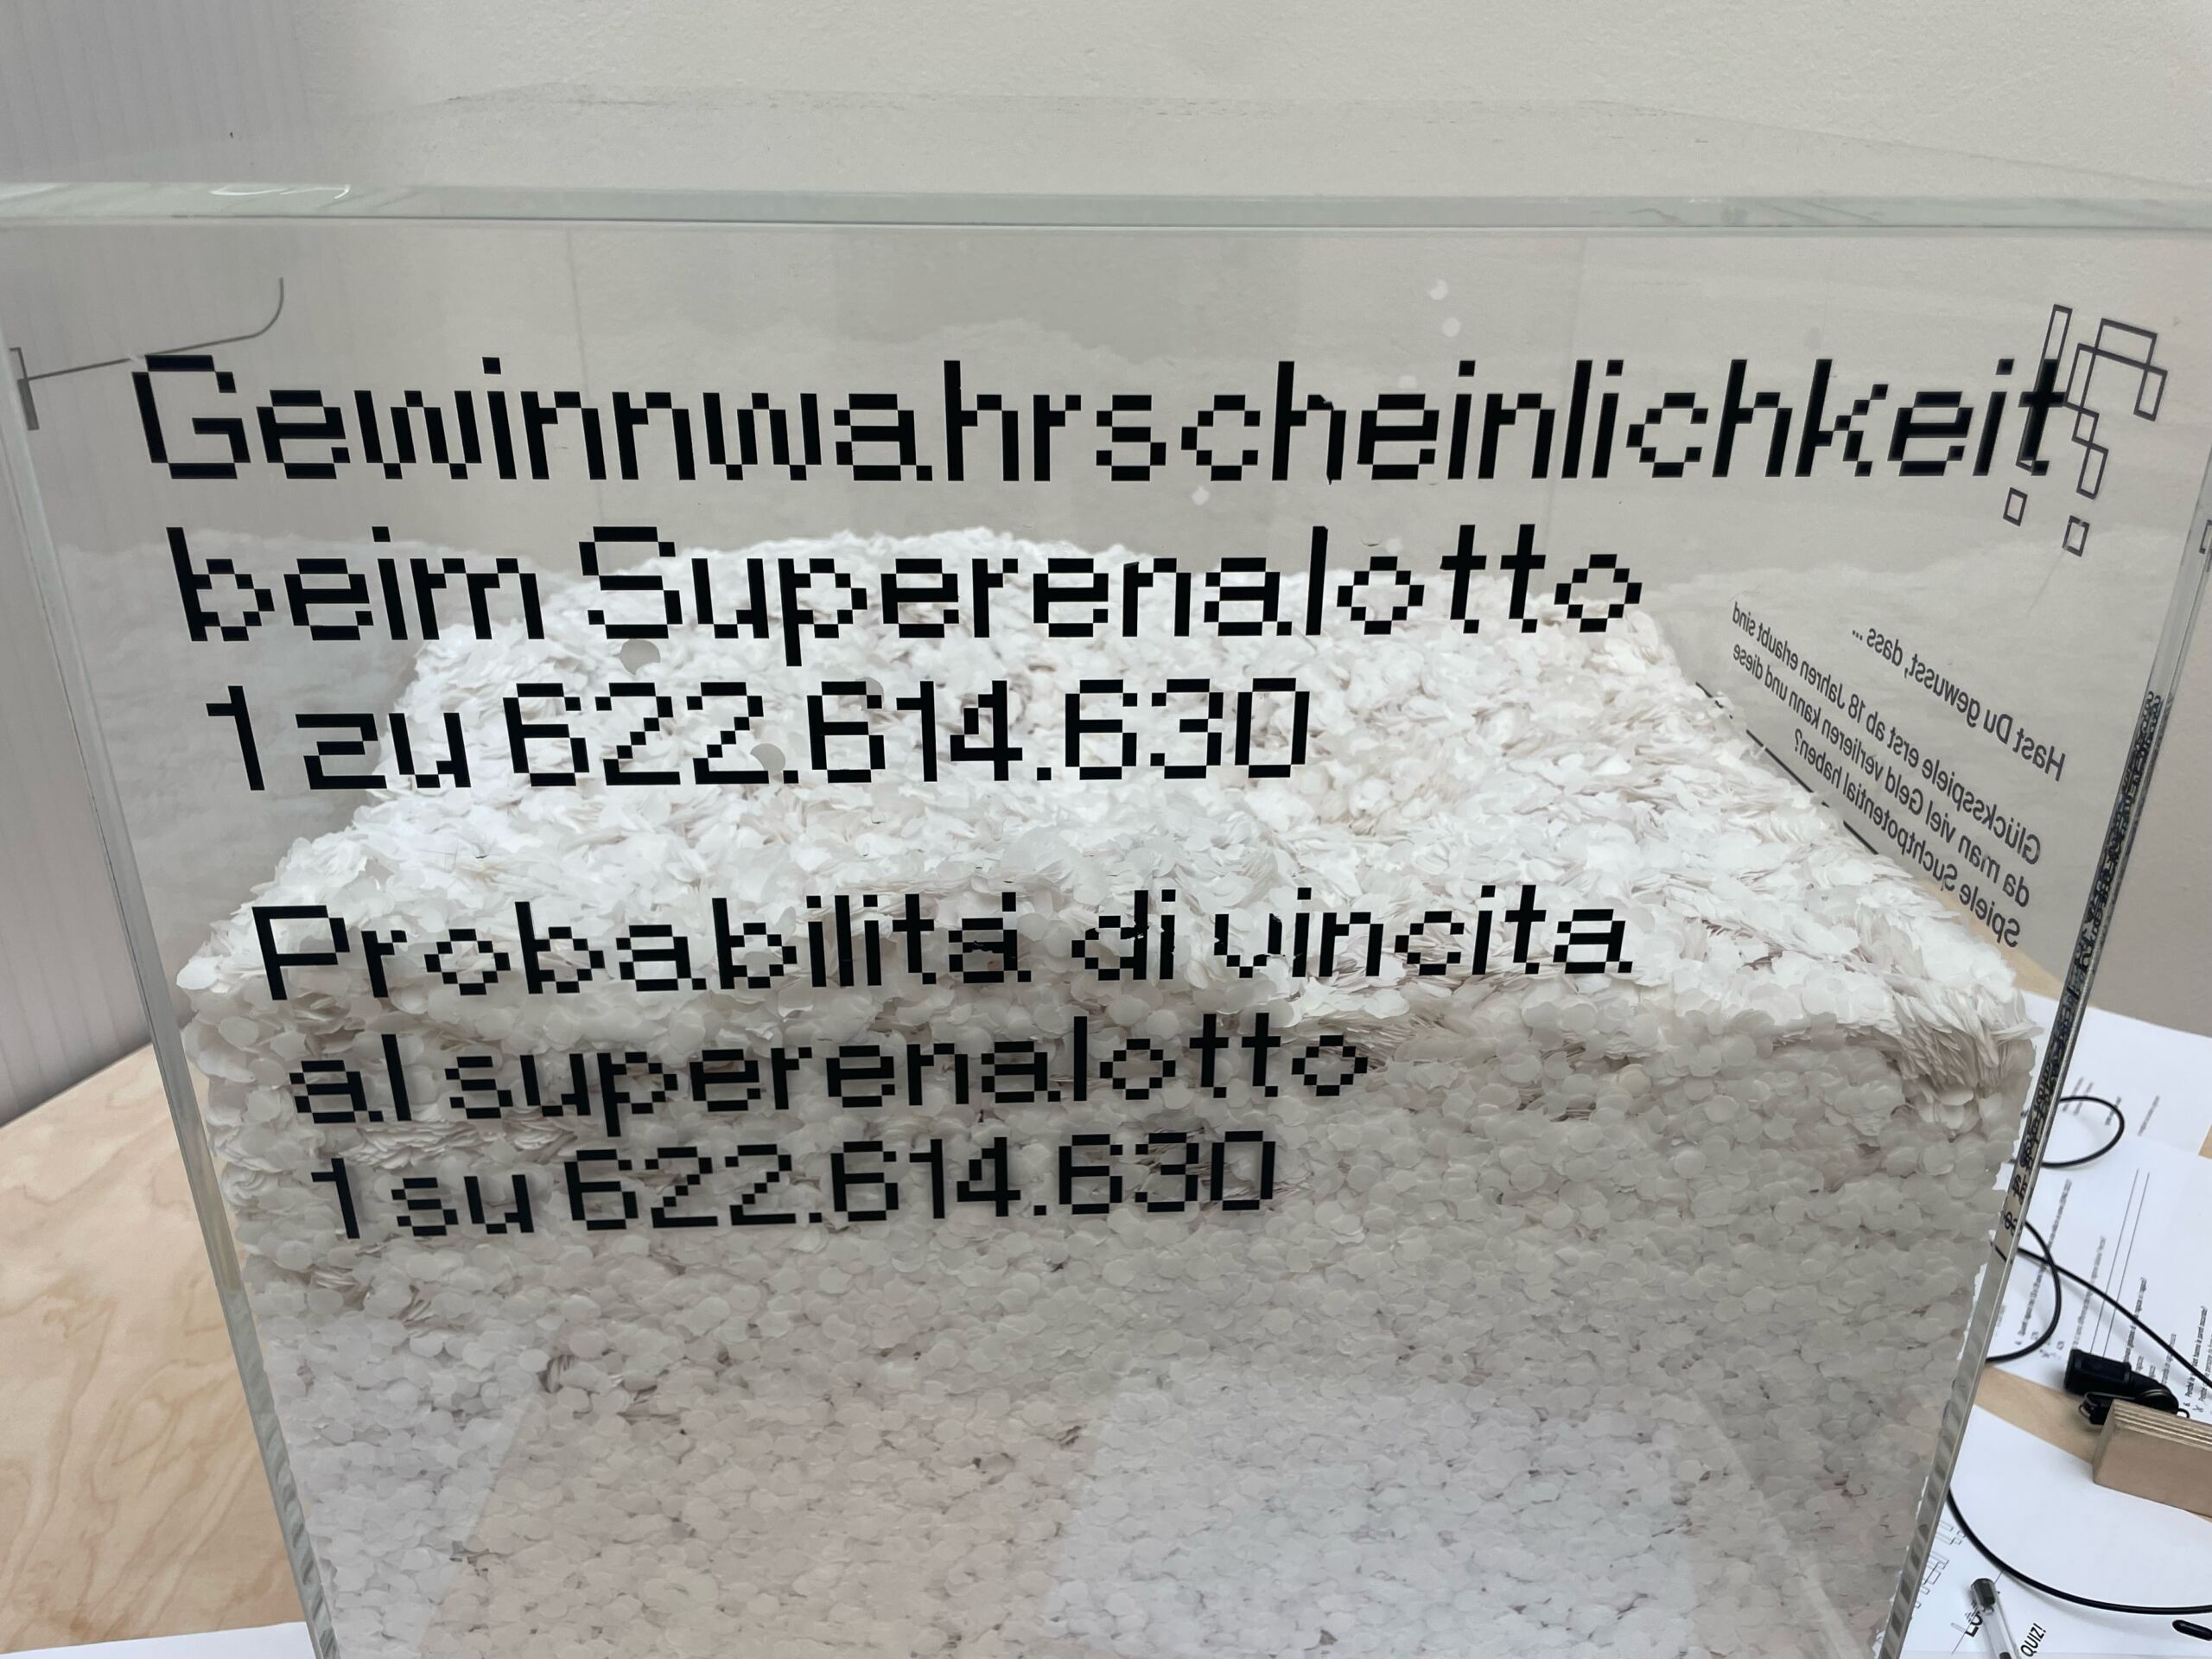 Gewinnwahrscheinlichkeit
beim Superenalotto
1 zu 622.614.630
Probabilitá di vincita
al superenalotto
1 su 622.614.630
Hast Du gewusst, dass ...
Glücksspiele erst ab 18 Jahren erlaubt sind
da man viel Geld verlieren kann und diese
Spiele Suchtpotential haben?
QUIZ!